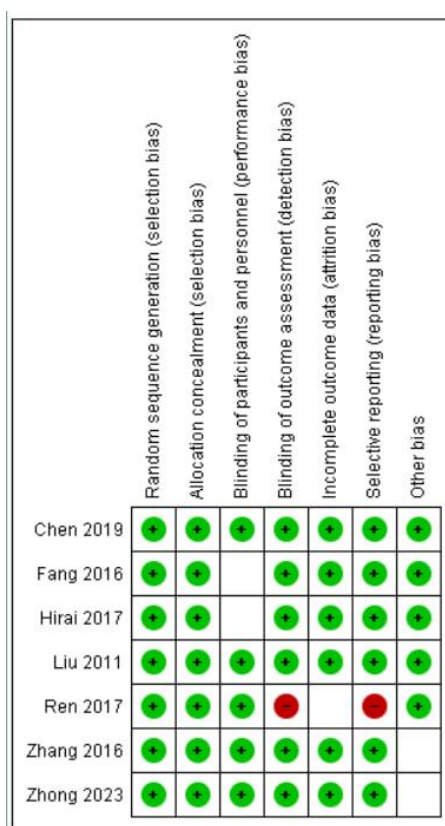 Random sequence generation (selection bias)
Allocation concealment (selection bias)
Blinding of participants and personnel (performance bias)
Blinding of outcome assessment (detection bias)
Incomplete outcome data (attrition bias)
Selective reporting (reporting bias)
Other bias
Chen 2019 + + + + + + +
Fang 2016 + + + + + +
Hirai 2017 + + + + + +
Liu 2011 + + + + + + +
Ren 2017 + + + - - +
Zhang 2016 + + + + + +
Zhong 2023 + + + + + +